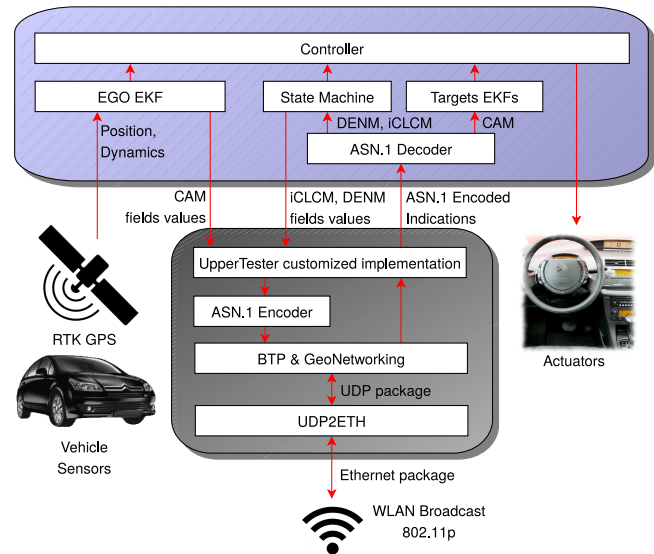 Controller
EGO EKF
State Machine
Targets EKFs
Position,
Dynamics
DENM, iCLCM
CAM
ASN.1 Decoder
CAM
fields values
iCLCM, DENM
fields values
ASN.1 Encoded
Indications
UpperTester customized implementation
ASN.1 Encoder
RTK GPS
BTP & GeoNetworking
Actuators
UDP package
UDP2ETH
Vehicle
Sensors
Ethernet package
WLAN Broadcast
802.11p